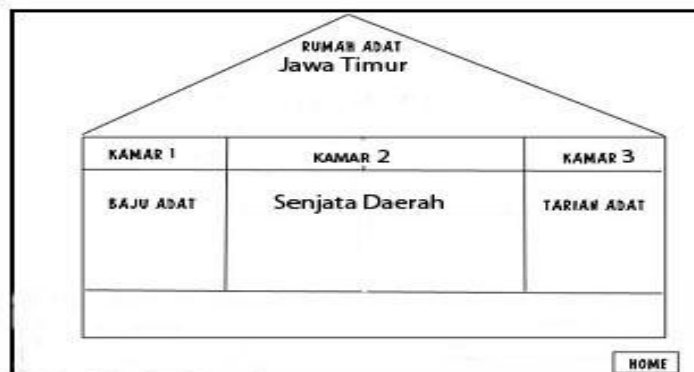 RUMAH ADAT
Jawa Timur
KAMAR 1 KAMAR 2 KAMAR 3
BAJU ADAT Senjata Daerah TARIAN ADAT
HOME